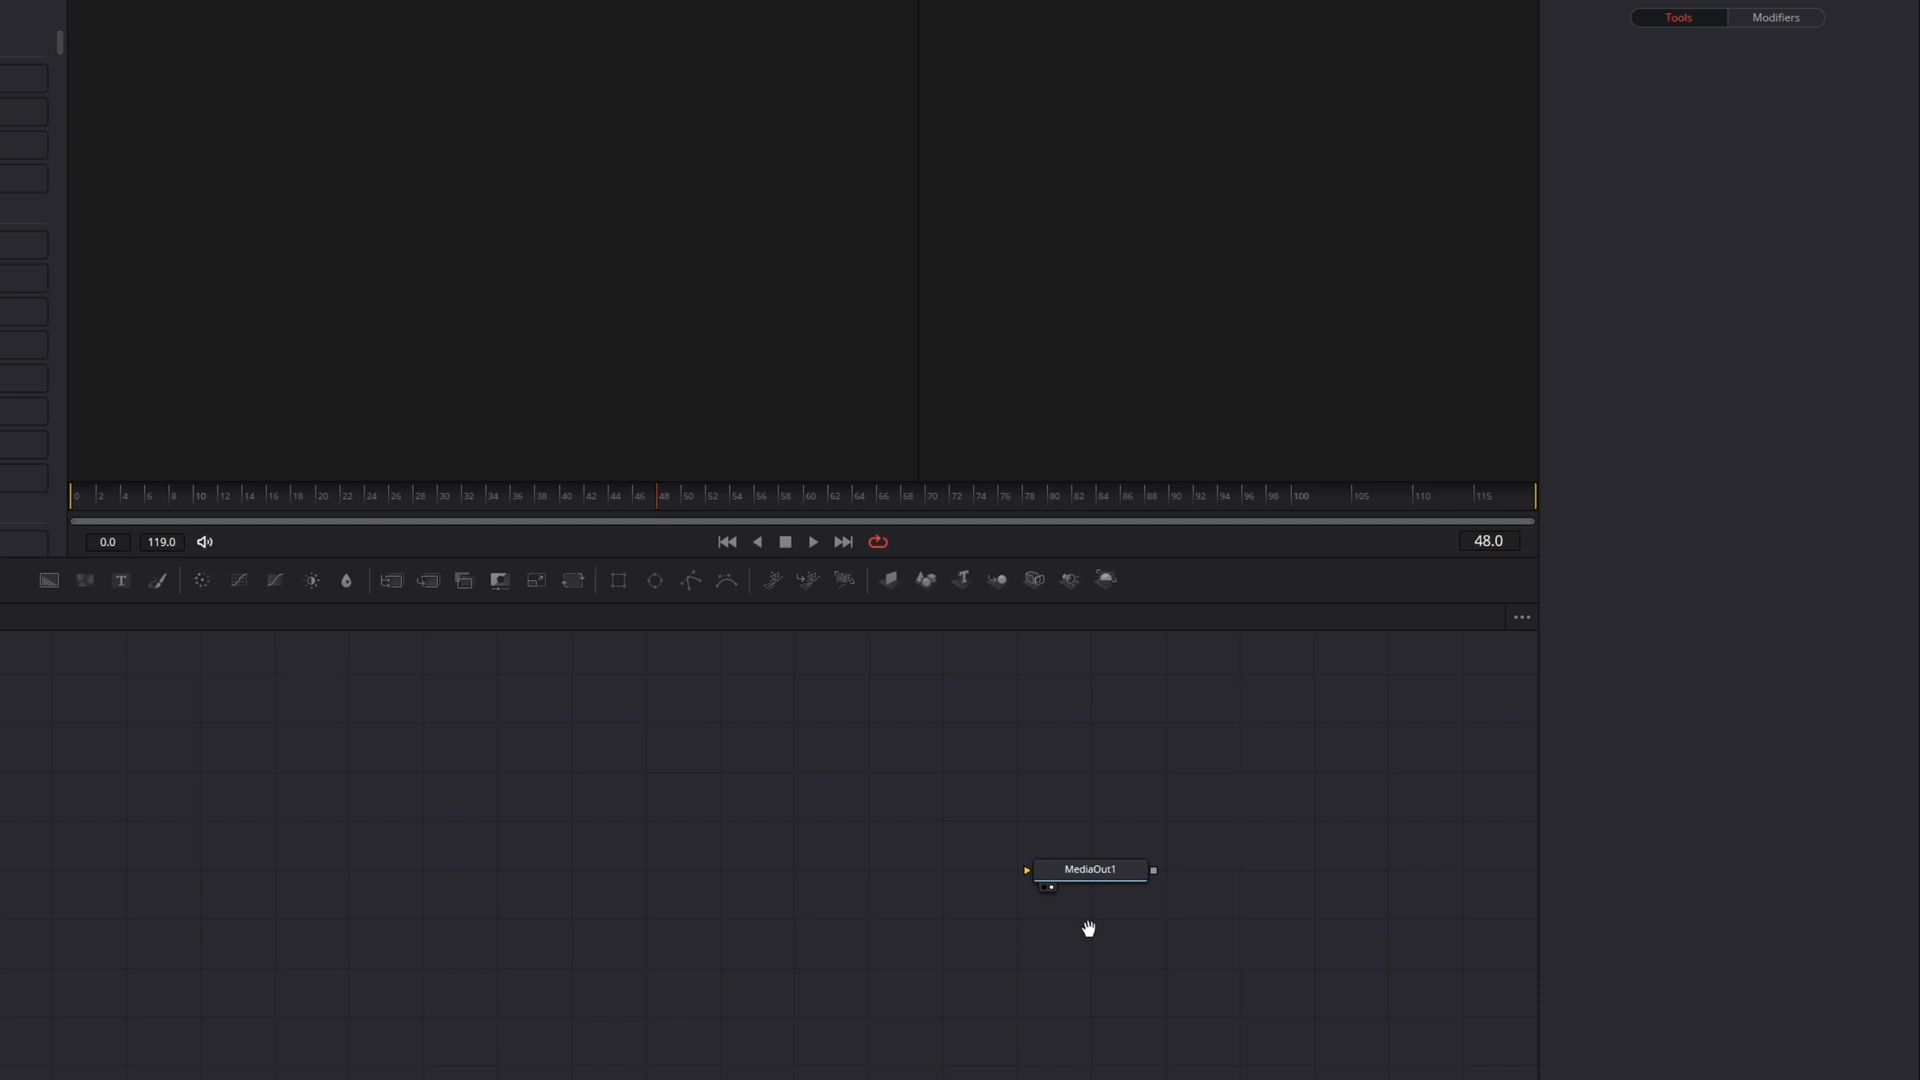 Tools Modifiers
0 2 4 6 8 10 12 14 16 18 20 22 24 26 28 30 32 34 36 38 40 42 44 46 48 50 52 54 56 58 60 62 64 66 68 70 72 74 76 78 80 82 84 86 88 90 92 94 96 98 100 105 110 115
0.0 119.0 48.0
T T
MediaOut1